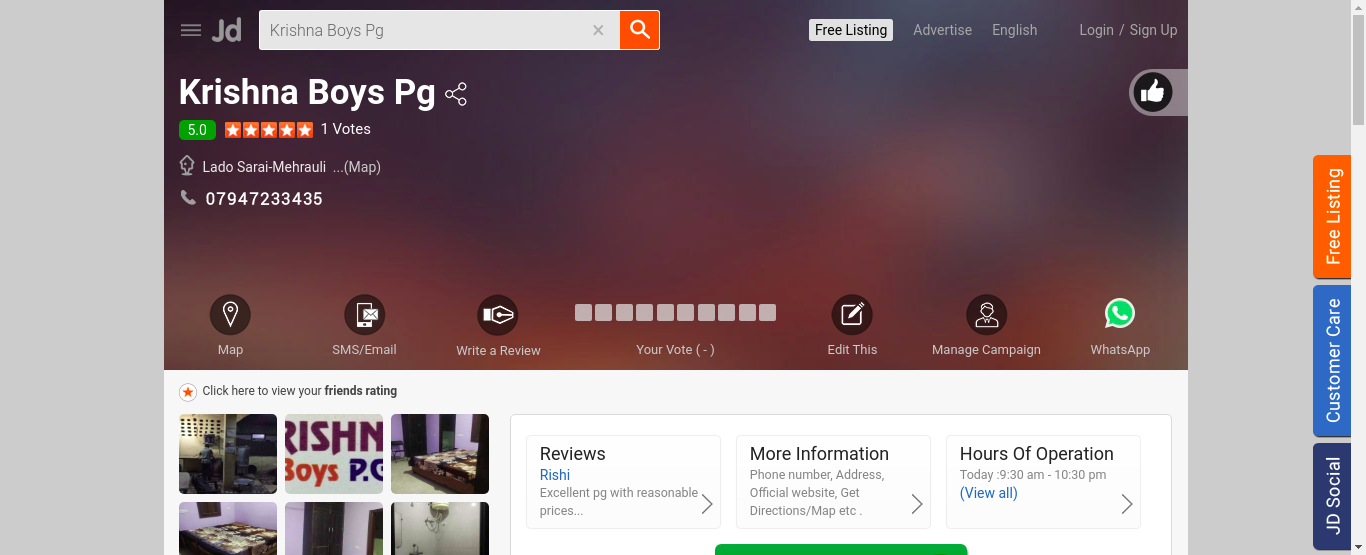 Jd
Krishna Boys Pg
Free Listing
Advertise
English
Login / Sign Up
Krishna Boys Pg
5.0 1 Votes
Lado Sarai-Mehrauli ...(Map)
07947233435
Map
SMS/Email
Write a Review
Your Vote ( - )
Edit This
Manage Campaign
WhatsApp
Click here to view your friends rating
RISHN
Boys P.G
Reviews
Rishi
Excellent pg with reasonable
prices...
More Information
Phone number, Address,
Official website, Get
Directions/Map etc .
Hours Of Operation
Today :9:30 am - 10:30 pm
(View all)
Free Listing
Customer Care
JD Social